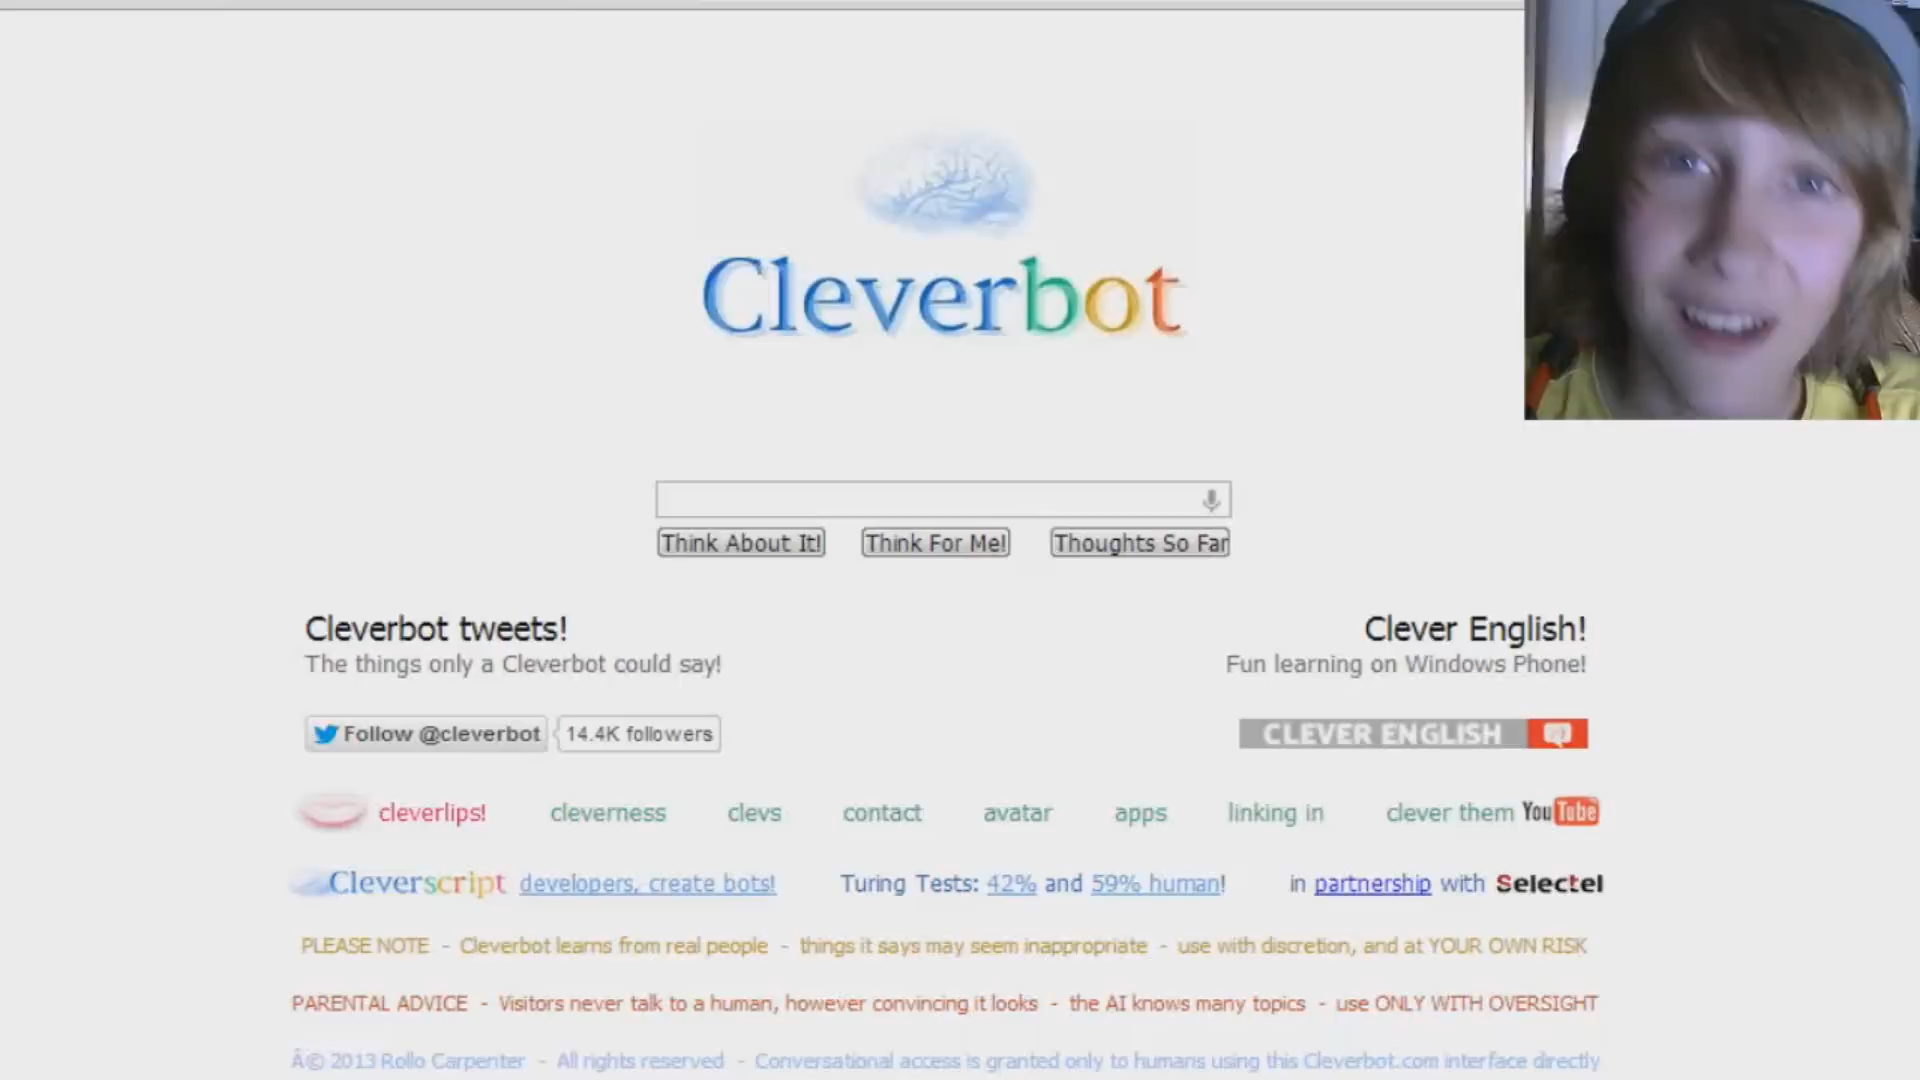 Cleverbot
Think About It! Think For Me! Thoughts So Far
Cleverbot tweets! Clever English!
The things only a Cleverbot could say! Fun learning on Windows Phone!
Follow @cleverbot 14.4K followers CLEVER ENGLISH
cleverlips! cleverness clevs contact avatar apps linking in clever them YouTube
Cleverscript developers, create bots! Turing Tests: 42% and 59% human! in partnership with Selectel
PLEASE NOTE - Cleverbot learns from real people - things it says may seem inappropriate - use with discretion, and at YOUR OWN RISK
PARENTAL ADVICE - Visitors never talk to a human, however convincing it looks - the AI knows many topics - use ONLY WITH OVERSIGHT
Â© 2013 Rollo Carpenter - All rights reserved - Conversational access is granted only to humans using this Cleverbot.com interface directly